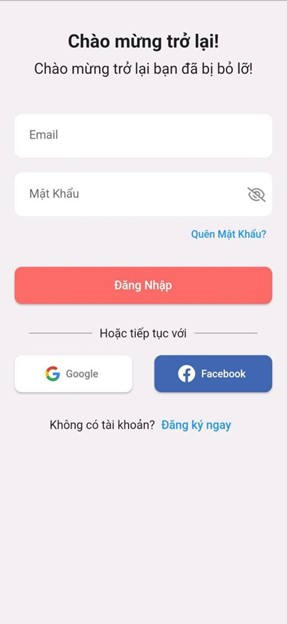 Chào mừng trở lại!
Chào mừng trở lại bạn đã bị bỏ lỡ!
Email
Mật Khẩu
Quên Mật Khẩu?
Đăng Nhập
Hoặc tiếp tục với
Google
Facebook
Không có tài khoản? Đăng ký ngay